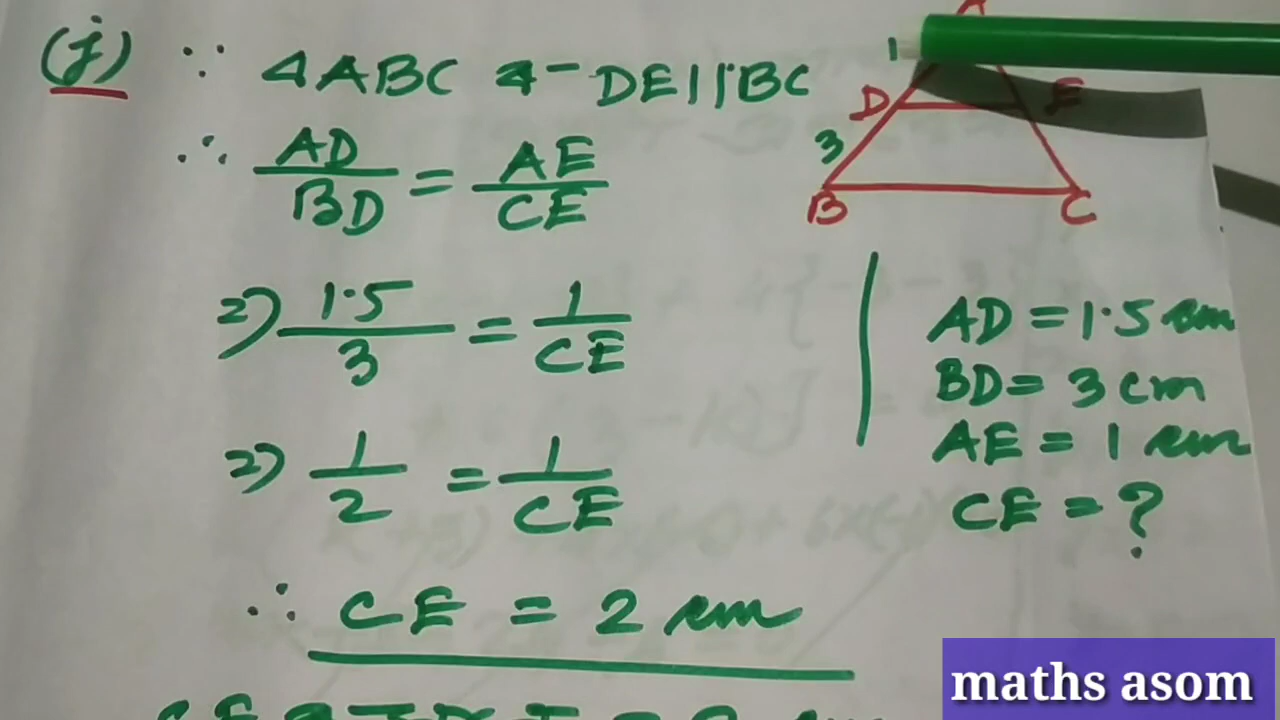 (j) ∵ ΔABC ৰ- DE||BC
∴ AD/BD = AE/CE
⇒) 1.5/3 = 1/CE
⇒) 1/2 = 1/CE
∴ CE = 2 cm
A
1
D E
3
B C
AD = 1.5 cm
BD = 3 cm
AE = 1 cm
CE = ?
maths asom